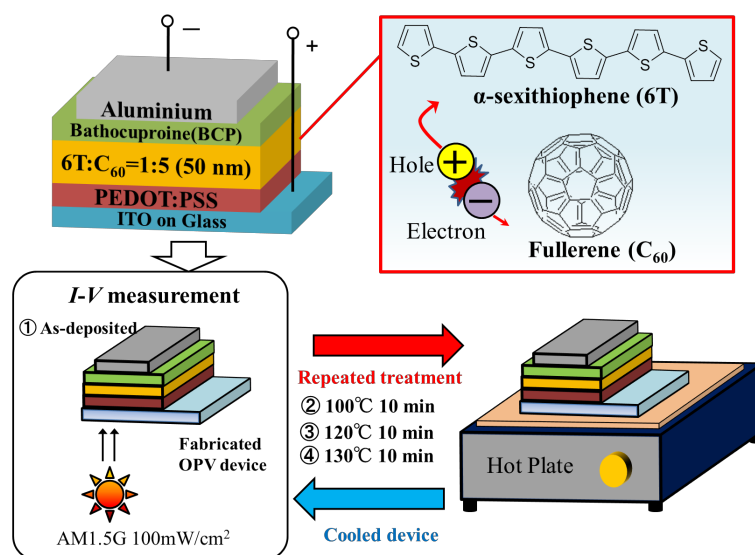 −
+
Aluminium
Bathocuproine(BCP)
6T:C₆₀=1:5 (50 nm)
PEDOT:PSS
ITO on Glass
S S S S S S
α-sexithiophene (6T)
Hole
+
−
Electron
Fullerene (C₆₀)
I-V measurement
① As-deposited
Fabricated
OPV device
AM1.5G 100mW/cm²
Repeated treatment
② 100℃ 10 min
③ 120℃ 10 min
④ 130℃ 10 min
Cooled device
Hot Plate